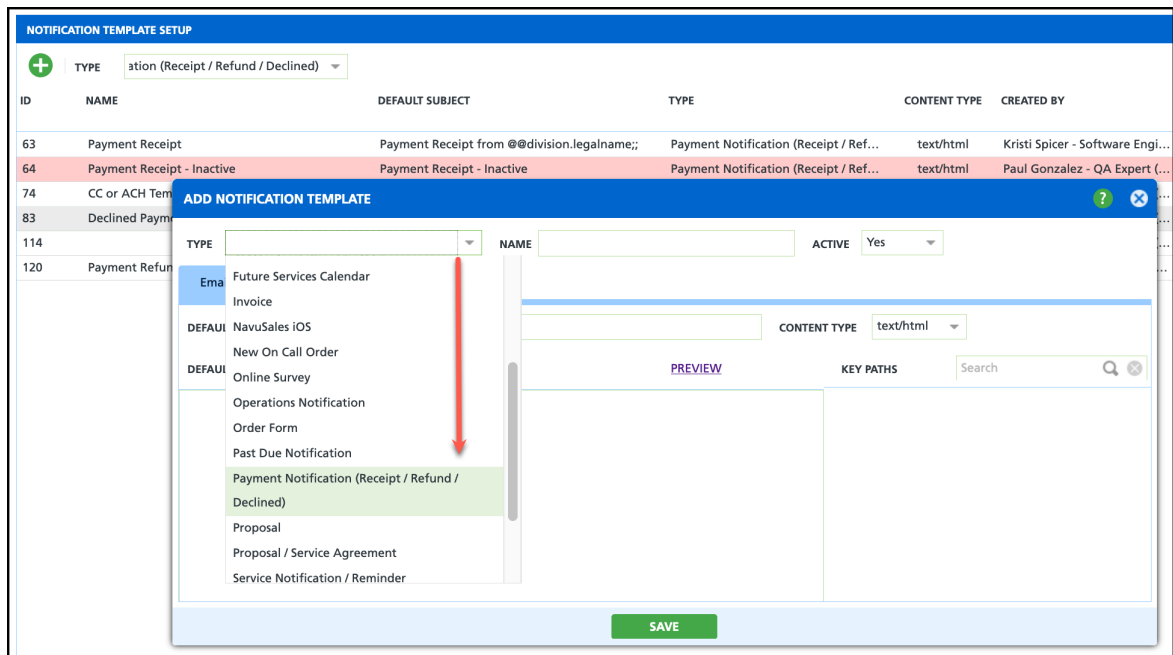 NOTIFICATION TEMPLATE SETUP
TYPE ation (Receipt / Refund / Declined)
ID NAME DEFAULT SUBJECT TYPE CONTENT TYPE CREATED BY
63 Payment Receipt Payment Receipt from @@division.legalname;; Payment Notification (Receipt / Ref... text/html Kristi Spicer - Software Engi...
64 Payment Receipt - Inactive Payment Receipt - Inactive Payment Notification (Receipt / Ref... text/html Paul Gonzalez - QA Expert (...
74 CC or ACH Tem
83 Declined Payme
114
120 Payment Refun
ADD NOTIFICATION TEMPLATE ?
TYPE NAME ACTIVE Yes
Emai
DEFAUL CONTENT TYPE text/html
DEFAUL PREVIEW KEY PATHS Search
Future Services Calendar
Invoice
NavuSales iOS
New On Call Order
Online Survey
Operations Notification
Order Form
Past Due Notification
Payment Notification (Receipt / Refund /
Declined)
Proposal
Proposal / Service Agreement
Service Notification / Reminder
SAVE